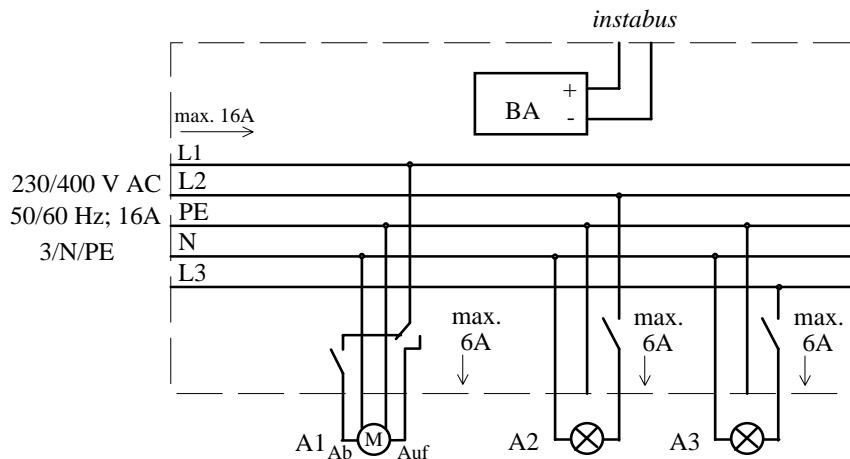 instabus
BA + -
max. 16A
L1
L2
PE
N
L3
230/400 V AC
50/60 Hz; 16A
3/N/PE
max.
6A
max.
6A
max.
6A
A1 Ab M Auf
A2
A3